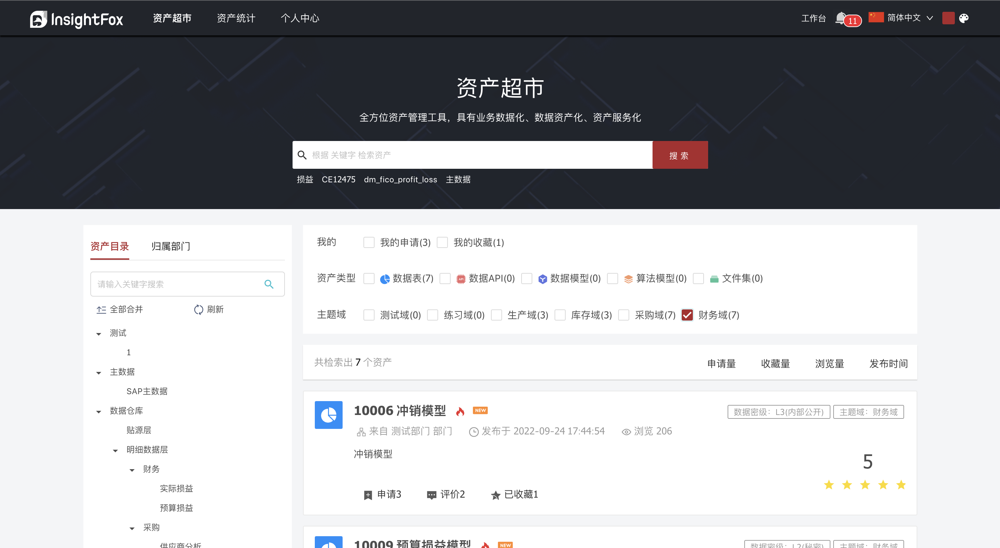 InsightFox 资产超市 资产统计 个人中心 工作台 11 简体中文
资产超市
全方位资产管理工具，具有业务数据化、数据资产化、资产服务化
根据 关键字 检索资产 搜 索
损益 CE12475 dm_fico_profit_loss 主数据
资产目录 归属部门
请输入关键字搜索
全部合并 刷新
测试
1
主数据
SAP主数据
数据仓库
贴源层
明细数据层
财务
实际损益
预算损益
采购
供应商分析
我的 我的申请(3) 我的收藏(1)
资产类型 数据表(7) API 数据API(0) 数据模型(0) 算法模型(0) 文件集(0)
主题域 测试域(0) 练习域(0) 生产域(3) 库存域(3) 采购域(7) 财务域(7)
共检索出 7 个资产 申请量 收藏量 浏览量 发布时间
10006 冲销模型 NEW 数据密级：L3(内部公开) 主题域：财务域
来自 测试部门 部门 发布于 2022-09-24 17:44:54 浏览 206
冲销模型
5
申请3 评价2 已收藏1
10009 预算损益模型 NEW 数据密级：L2(秘密) 主题域：财务域